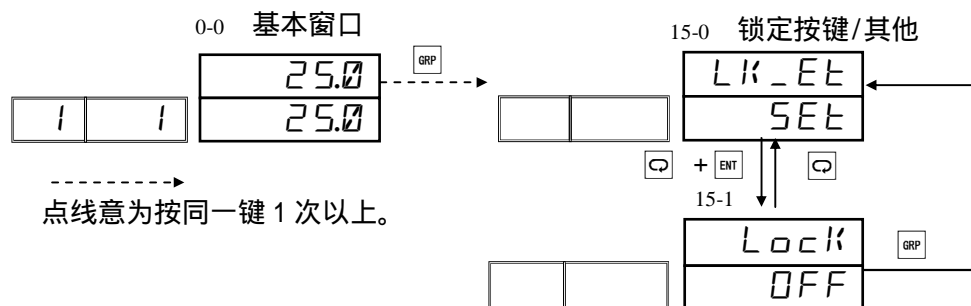 0-0 基本窗口
25.0
GRP
25.0
1 1
点线意为按同一键 1 次以上。
15-0 锁定按键/其他
LK_Et
SEt
+ ENT
15-1
LocK
GRP
OFF